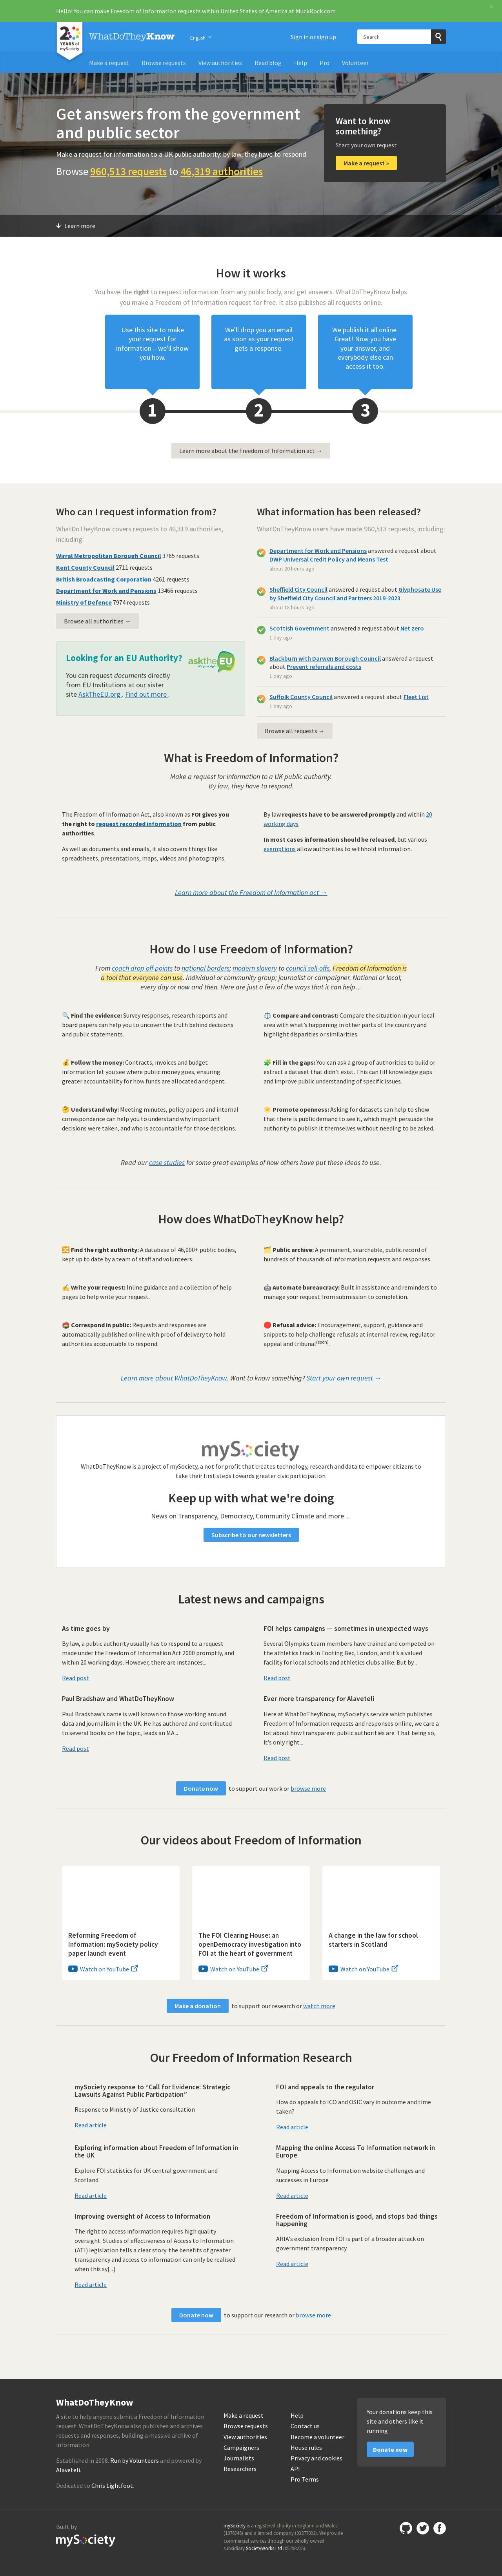 Hello! You can make Freedom of Information requests within United States of America at MuckRock.com
20
YEARS of
mySociety
WhatDoTheyKnow
English
Sign in or sign up
Search
Make a request
Browse requests
View authorities
Read blog
Help
Pro
Volunteer
Get answers from the government
and public sector
Make a request for information to a UK public authority: by law, they have to respond
Browse 960,513 requests to 46,319 authorities
Want to know
something?
Start your own request
Make a request »
Learn more
How it works
You have the right to request information from any public body, and get answers. WhatDoTheyKnow helps
you make a Freedom of Information request for free. It also publishes all requests online.
Use this site to make
your request for
information – we'll show
you how.
We'll drop you an email
as soon as your request
gets a response.
We publish it all online.
Great! Now you have
your answer, and
everybody else can
access it too.
1
2
3
Learn more about the Freedom of Information act →
Who can I request information from?
WhatDoTheyKnow covers requests to 46,319 authorities,
including:
Wirral Metropolitan Borough Council 3765 requests
Kent County Council 2711 requests
British Broadcasting Corporation 4261 requests
Department for Work and Pensions 13466 requests
Ministry of Defence 7974 requests
Browse all authorities →
Looking for an EU Authority?
asktheEU
You can request documents directly
from EU Institutions at our sister
site AskTheEU.org. Find out more.
What information has been released?
WhatDoTheyKnow users have made 960,513 requests, including:
Department for Work and Pensions answered a request about
DWP Universal Credit Policy and Means Test
about 20 hours ago
Sheffield City Council answered a request about Glyphosate Use
by Sheffield City Council and Partners 2019-2023
about 18 hours ago
Scottish Government answered a request about Net zero
1 day ago
Blackburn with Darwen Borough Council answered a request
about Prevent referrals and costs
1 day ago
Suffolk County Council answered a request about Fleet List
1 day ago
Browse all requests →
What is Freedom of Information?
Make a request for information to a UK public authority.
By law, they have to respond.
The Freedom of Information Act, also known as FOI gives you
the right to request recorded information from public
authorities.
As well as documents and emails, it also covers things like
spreadsheets, presentations, maps, videos and photographs.
By law requests have to be answered promptly and within 20
working days.
In most cases information should be released, but various
exemptions allow authorities to withhold information.
Learn more about the Freedom of Information act →
How do I use Freedom of Information?
From coach drop off points to national borders; modern slavery to council sell-offs, Freedom of Information is
a tool that everyone can use. Individual or community group; journalist or campaigner. National or local;
every day or now and then. Here are just a few of the ways that it can help…
🔍 Find the evidence: Survey responses, research reports and
board papers can help you to uncover the truth behind decisions
and public statements.
⚖️ Compare and contrast: Compare the situation in your local
area with what's happening in other parts of the country and
highlight disparities or similarities.
💰 Follow the money: Contracts, invoices and budget
information let you see where public money goes, ensuring
greater accountability for how funds are allocated and spent.
🧩 Fill in the gaps: You can ask a group of authorities to build or
extract a dataset that didn't exist. This can fill knowledge gaps
and improve public understanding of specific issues.
🤔 Understand why: Meeting minutes, policy papers and internal
correspondence can help you to understand why important
decisions were taken, and who is accountable for those decisions.
☀️ Promote openness: Asking for datasets can help to show
that there is public demand to see it, which might persuade the
authority to publish it themselves without needing to be asked.
Read our case studies for some great examples of how others have put these ideas to use.
How does WhatDoTheyKnow help?
🔀 Find the right authority: A database of 46,000+ public bodies,
kept up to date by a team of staff and volunteers.
🗂️ Public archive: A permanent, searchable, public record of
hundreds of thousands of information requests and responses.
✍️ Write your request: Inline guidance and a collection of help
pages to help write your request.
🤖 Automate bureaucracy: Built in assistance and reminders to
manage your request from submission to completion.
Correspond in public: Requests and responses are
automatically published online with proof of delivery to hold
authorities accountable to respond.
🛑 Refusal advice: Encouragement, support, guidance and
snippets to help challenge refusals at internal review, regulator
appeal and tribunal(soon).
Learn more about WhatDoTheyKnow. Want to know something? Start your own request →
mySociety
WhatDoTheyKnow is a project of mySociety, a not for profit that creates technology, research and data to empower citizens to
take their first steps towards greater civic participation.
Keep up with what we're doing
News on Transparency, Democracy, Community Climate and more…
Subscribe to our newsletters
Latest news and campaigns
As time goes by
By law, a public authority usually has to respond to a request
made under the Freedom of Information Act 2000 promptly, and
within 20 working days. However, there are instances...
Read post
FOI helps campaigns — sometimes in unexpected ways
Several Olympics team members have trained and competed on
the athletics track in Tooting Bec, London, and it's a valued
facility for local schools and athletics clubs alike. But by...
Read post
Paul Bradshaw and WhatDoTheyKnow
Paul Bradshaw's name is well known to those working around
data and journalism in the UK. He has authored and contributed
to several books on the topic, leads an MA...
Read post
Ever more transparency for Alaveteli
Here at WhatDoTheyKnow, mySociety's service which publishes
Freedom of Information requests and responses online, we care a
lot about how transparent public authorities are. That being so,
it's only right...
Read post
Donate now to support our work or browse more
Our videos about Freedom of Information
Reforming Freedom of
Information: mySociety policy
paper launch event
Watch on YouTube
The FOI Clearing House: an
openDemocracy investigation into
FOI at the heart of government
Watch on YouTube
A change in the law for school
starters in Scotland
Watch on YouTube
Make a donation to support our research or watch more
Our Freedom of Information Research
mySociety response to “Call for Evidence: Strategic
Lawsuits Against Public Participation”
Response to Ministry of Justice consultation
Read article
FOI and appeals to the regulator
How do appeals to ICO and OSIC vary in outcome and time
taken?
Read article
Exploring information about Freedom of Information in
the UK
Explore FOI statistics for UK central government and
Scotland.
Read article
Mapping the online Access To Information network in
Europe
Mapping Access to Information website challenges and
successes in Europe
Read article
Improving oversight of Access to Information
The right to access information requires high quality
oversight. Studies of effectiveness of Access to Information
(ATI) legislation tells a clear story: the benefits of greater
transparency and access to information can only be realised
when this sy[...]
Read article
Freedom of Information is good, and stops bad things
happening
ARIA's exclusion from FOI is part of a broader attack on
government transparency.
Read article
Donate now to support our research or browse more
WhatDoTheyKnow
A site to help anyone submit a Freedom of Information
request. WhatDoTheyKnow also publishes and archives
requests and responses, building a massive archive of
information.
Established in 2008. Run by Volunteers and powered by
Alaveteli.
Dedicated to Chris Lightfoot.
Make a request
Browse requests
View authorities
Campaigners
Journalists
Researchers
Help
Contact us
Become a volunteer
House rules
Privacy and cookies
API
Pro Terms
Your donations keep this
site and others like it
running
Donate now
Built by
mySociety
mySociety is a registered charity in England and Wales
(1076346) and a limited company (03277032). We provide
commercial services through our wholly owned
subsidiary SocietyWorks Ltd (05798215).